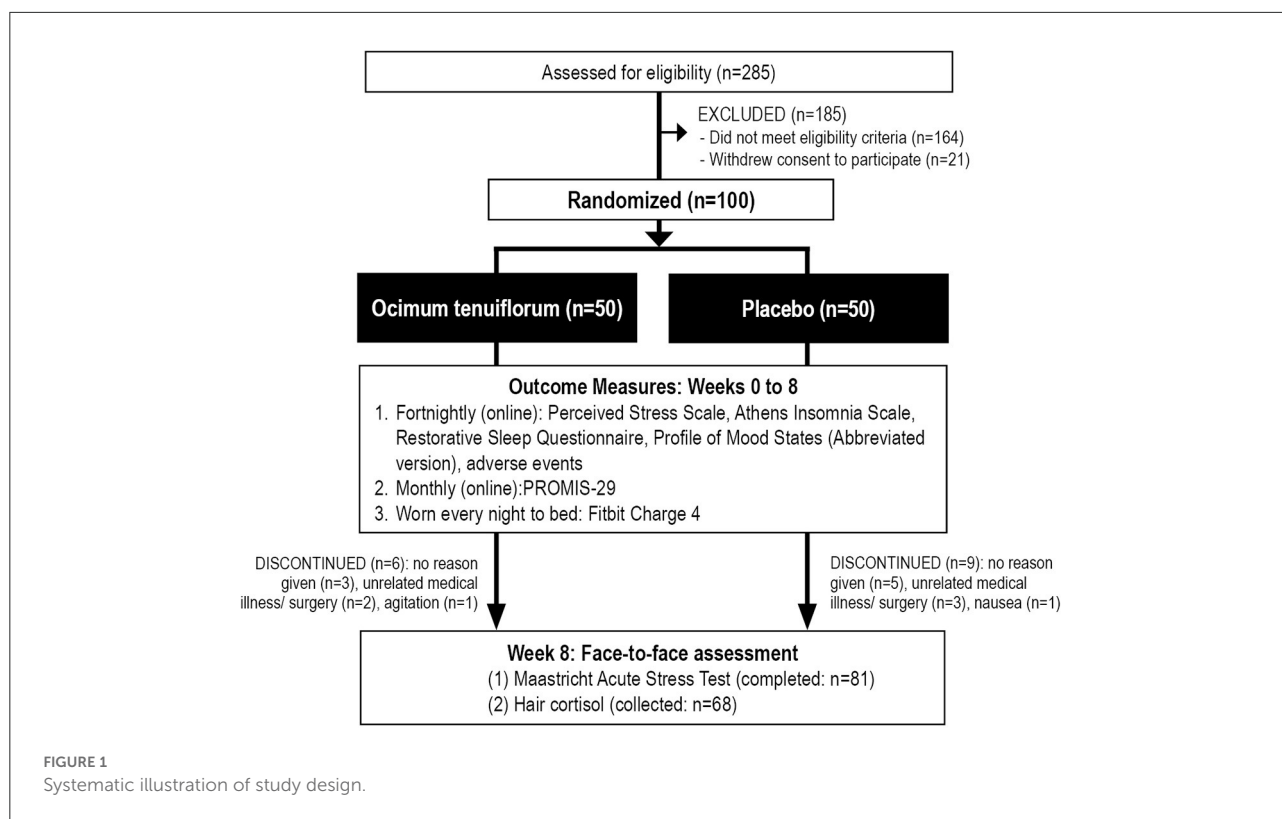 Assessed for eligibility (n=285)
EXCLUDED (n=185)
- Did not meet eligibility criteria (n=164)
- Withdrew consent to participate (n=21)
Randomized (n=100)
Ocimum tenuiflorum (n=50)
Placebo (n=50)
Outcome Measures: Weeks 0 to 8
1. Fortnightly (online): Perceived Stress Scale, Athens Insomnia Scale,
Restorative Sleep Questionnaire, Profile of Mood States (Abbreviated
version), adverse events
2. Monthly (online):PROMIS-29
3. Worn every night to bed: Fitbit Charge 4
DISCONTINUED (n=6): no reason
given (n=3), unrelated medical
illness/ surgery (n=2), agitation (n=1)
DISCONTINUED (n=9): no reason
given (n=5), unrelated medical
illness/ surgery (n=3), nausea (n=1)
Week 8: Face-to-face assessment
(1) Maastricht Acute Stress Test (completed: n=81)
(2) Hair cortisol (collected: n=68)
FIGURE 1
Systematic illustration of study design.